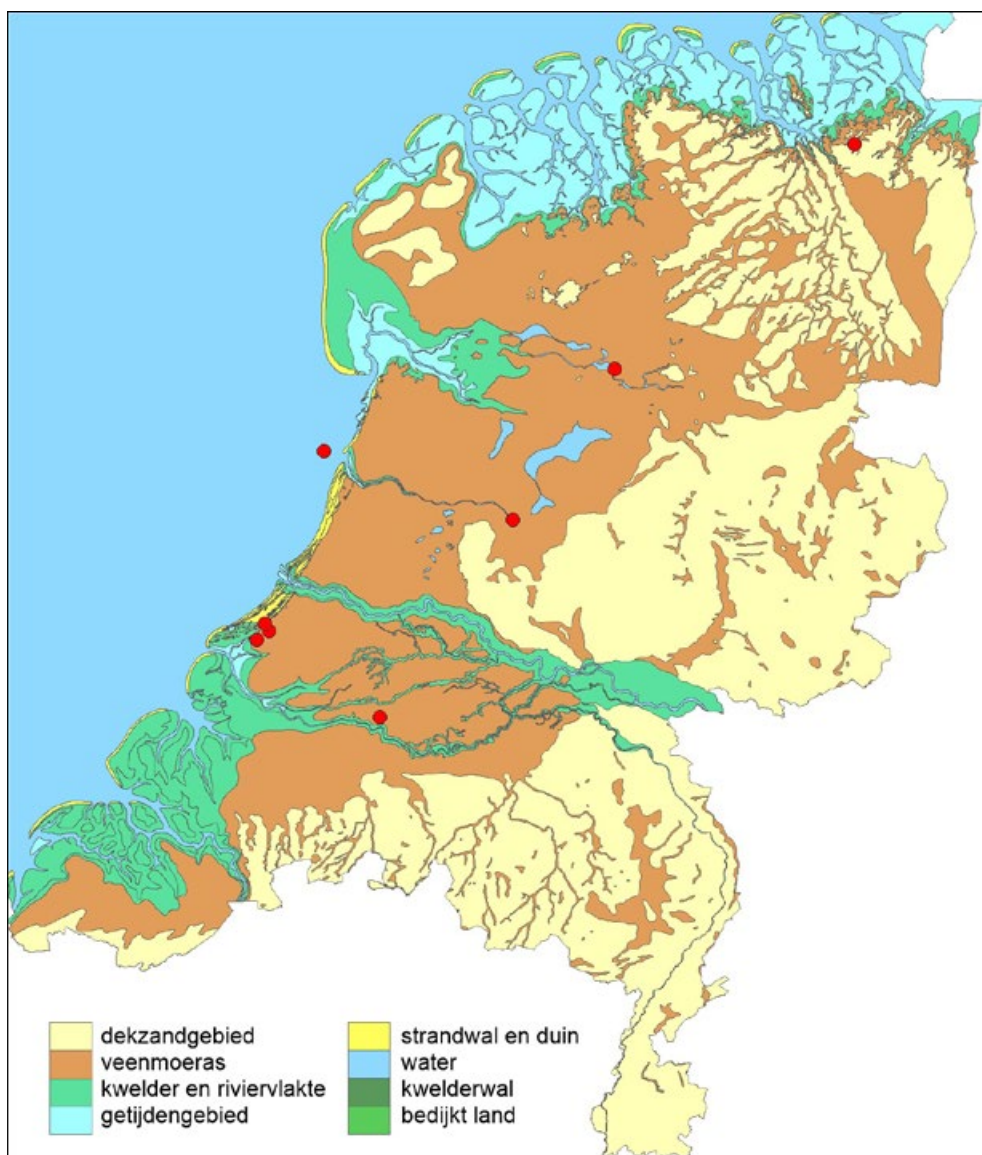 dekzandgebied
veenmoeras
kwelder en riviervlakte
getijdengebied
strandwal en duin
water
kwelderwal
bedijkt land